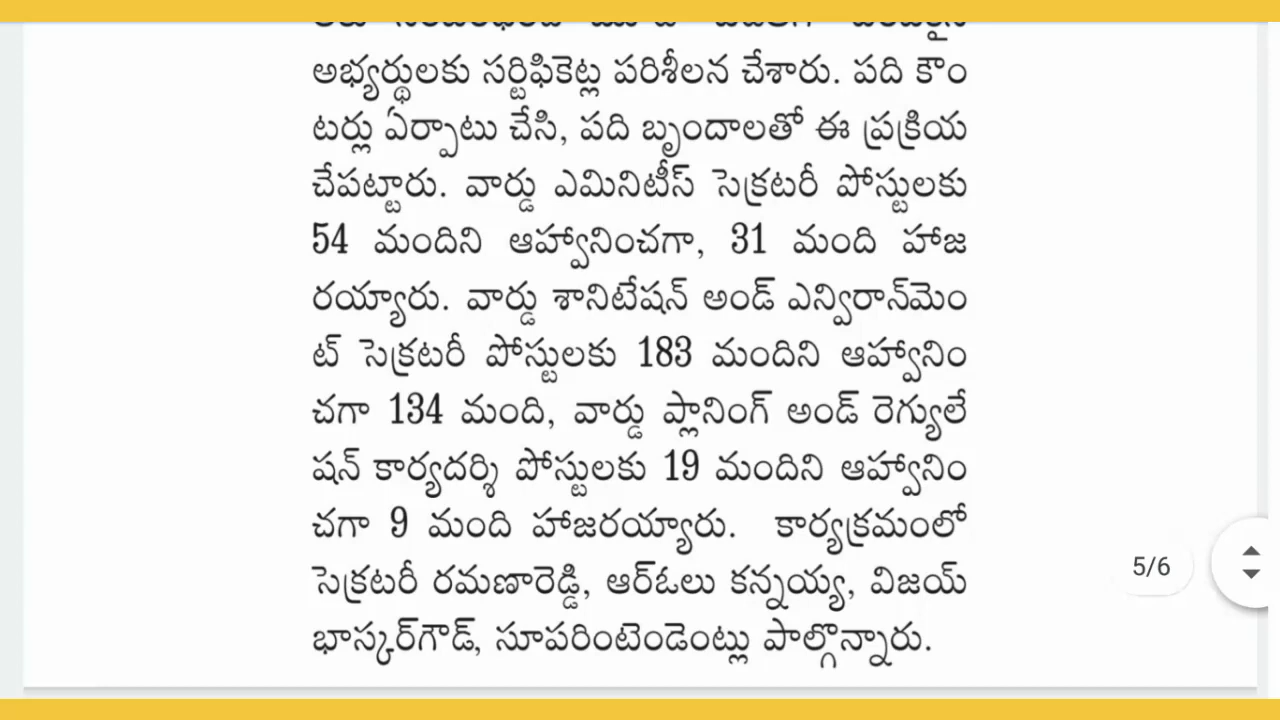 అభ్యర్థులకు సర్టిఫికెట్ల పరిశీలన చేశారు. పది కౌం
టర్లు ఏర్పాటు చేసి, పది బృందాలతో ఈ ప్రక్రియ
చేపట్టారు. వార్డు ఎమినిటీస్ సెక్రటరీ పోస్టులకు
54 మందిని ఆహ్వానించగా, 31 మంది హాజ
రయ్యారు. వార్డు శానిటేషన్ అండ్ ఎన్విరాన్‌మెం
ట్ సెక్రటరీ పోస్టులకు 183 మందిని ఆహ్వానిం
చగా 134 మంది, వార్డు ప్లానింగ్ అండ్ రెగ్యులే
షన్ కార్యదర్శి పోస్టులకు 19 మందిని ఆహ్వానిం
చగా 9 మంది హాజరయ్యారు. కార్యక్రమంలో
సెక్రటరీ రమణారెడ్డి, ఆర్‌ఓలు కన్నయ్య, విజయ్
భాస్కర్‌గౌడ్, సూపరింటెండెంట్లు పాల్గొన్నారు.
5/6